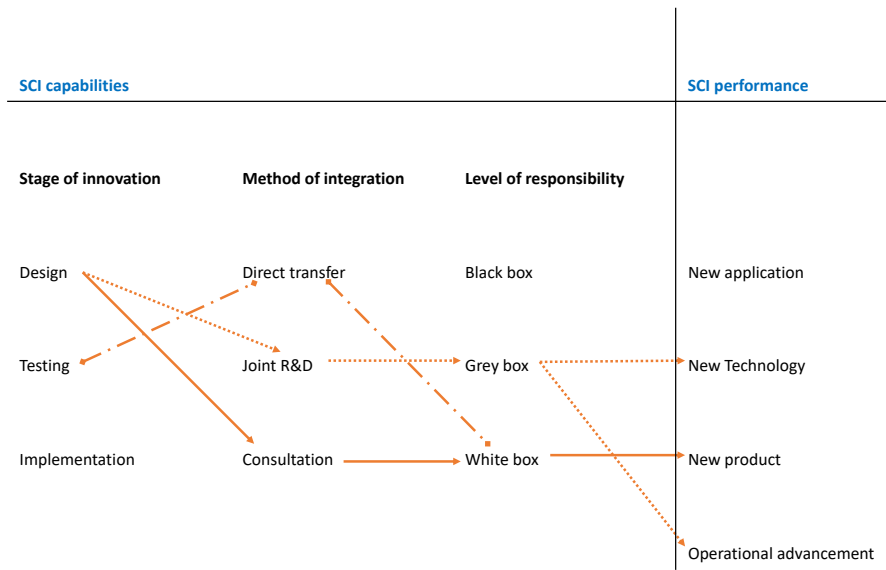 SCI capabilities
SCI performance
Stage of innovation
Method of integration
Level of responsibility
Design
Direct transfer
Black box
New application
Testing
Joint R&D
Grey box
New Technology
Implementation
Consultation
White box
New product
Operational advancement